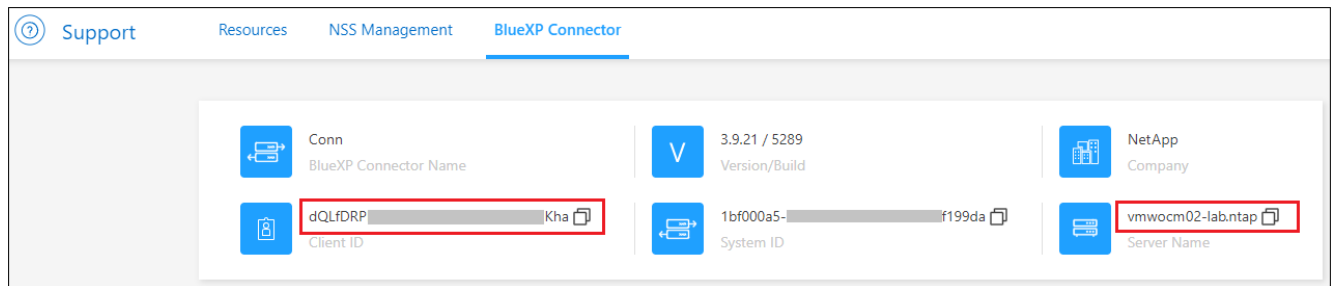 Support Resources NSS Management BlueXP Connector
Conn 3.9.21 / 5289 NetApp
BlueXP Connector Name Version/Build Company
dQLfDRP Kha 1bf000a5- f199da vmwocm02-lab.ntap
Client ID System ID Server Name